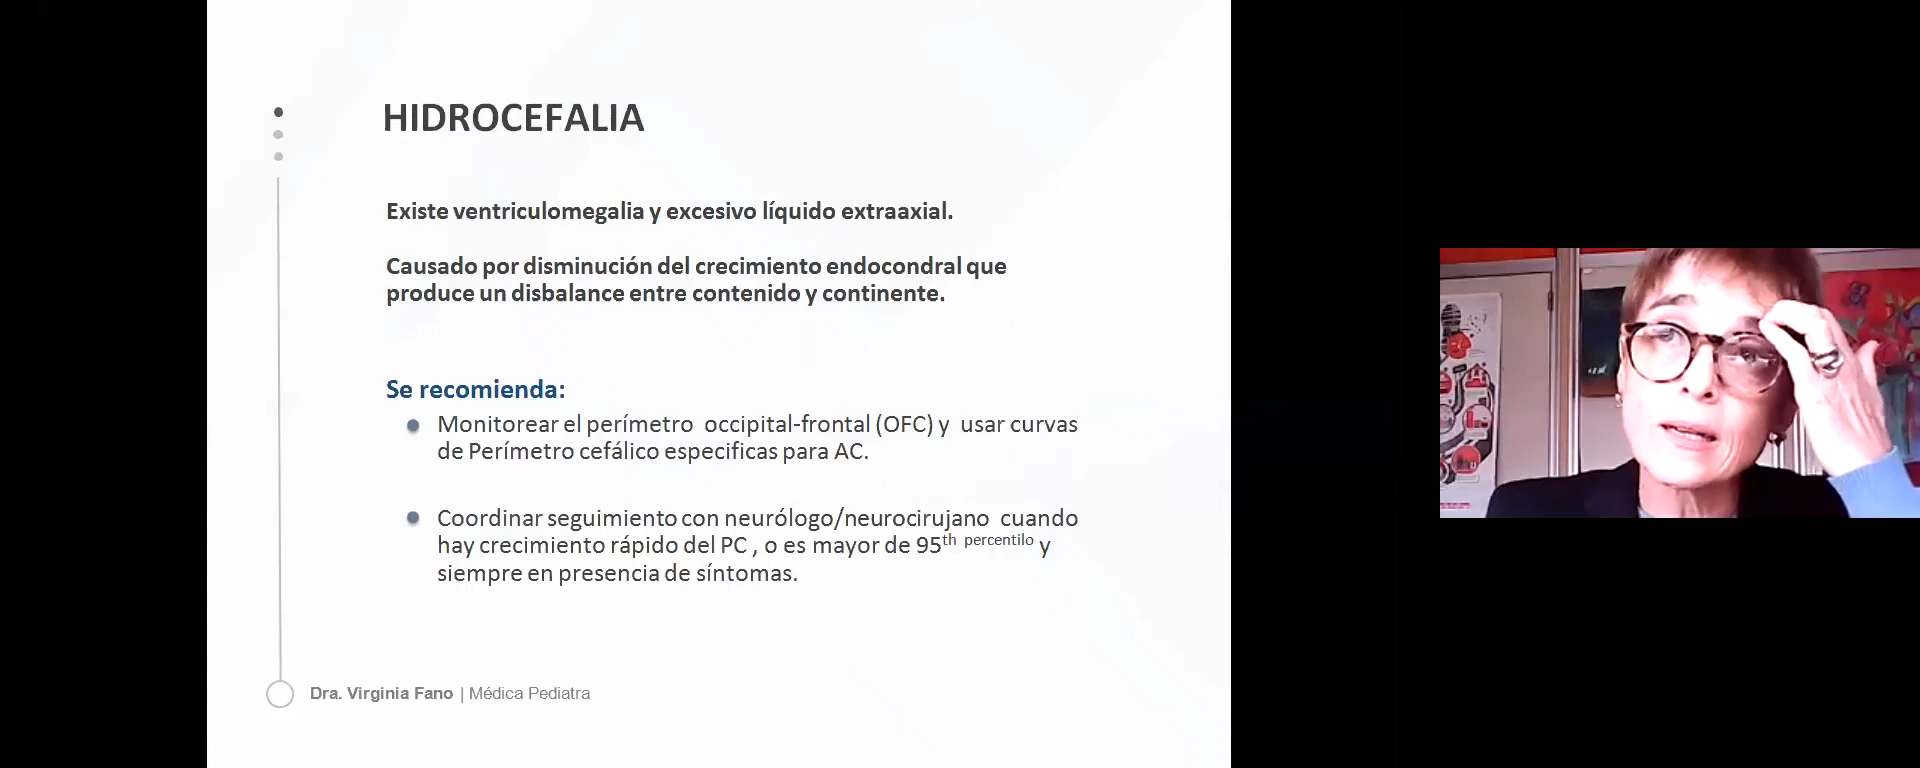 HIDROCEFALIA
Existe ventriculomegalia y excesivo líquido extraaxial.
Causado por disminución del crecimiento endocondral que
produce un disbalance entre contenido y continente.
Se recomienda:
Monitorear el perímetro occipital-frontal (OFC) y usar curvas
de Perímetro cefálico especificas para AC.
Coordinar seguimiento con neurólogo/neurocirujano cuando
hay crecimiento rápido del PC , o es mayor de 95th percentilo y
siempre en presencia de síntomas.
Dra. Virginia Fano | Médica Pediatra